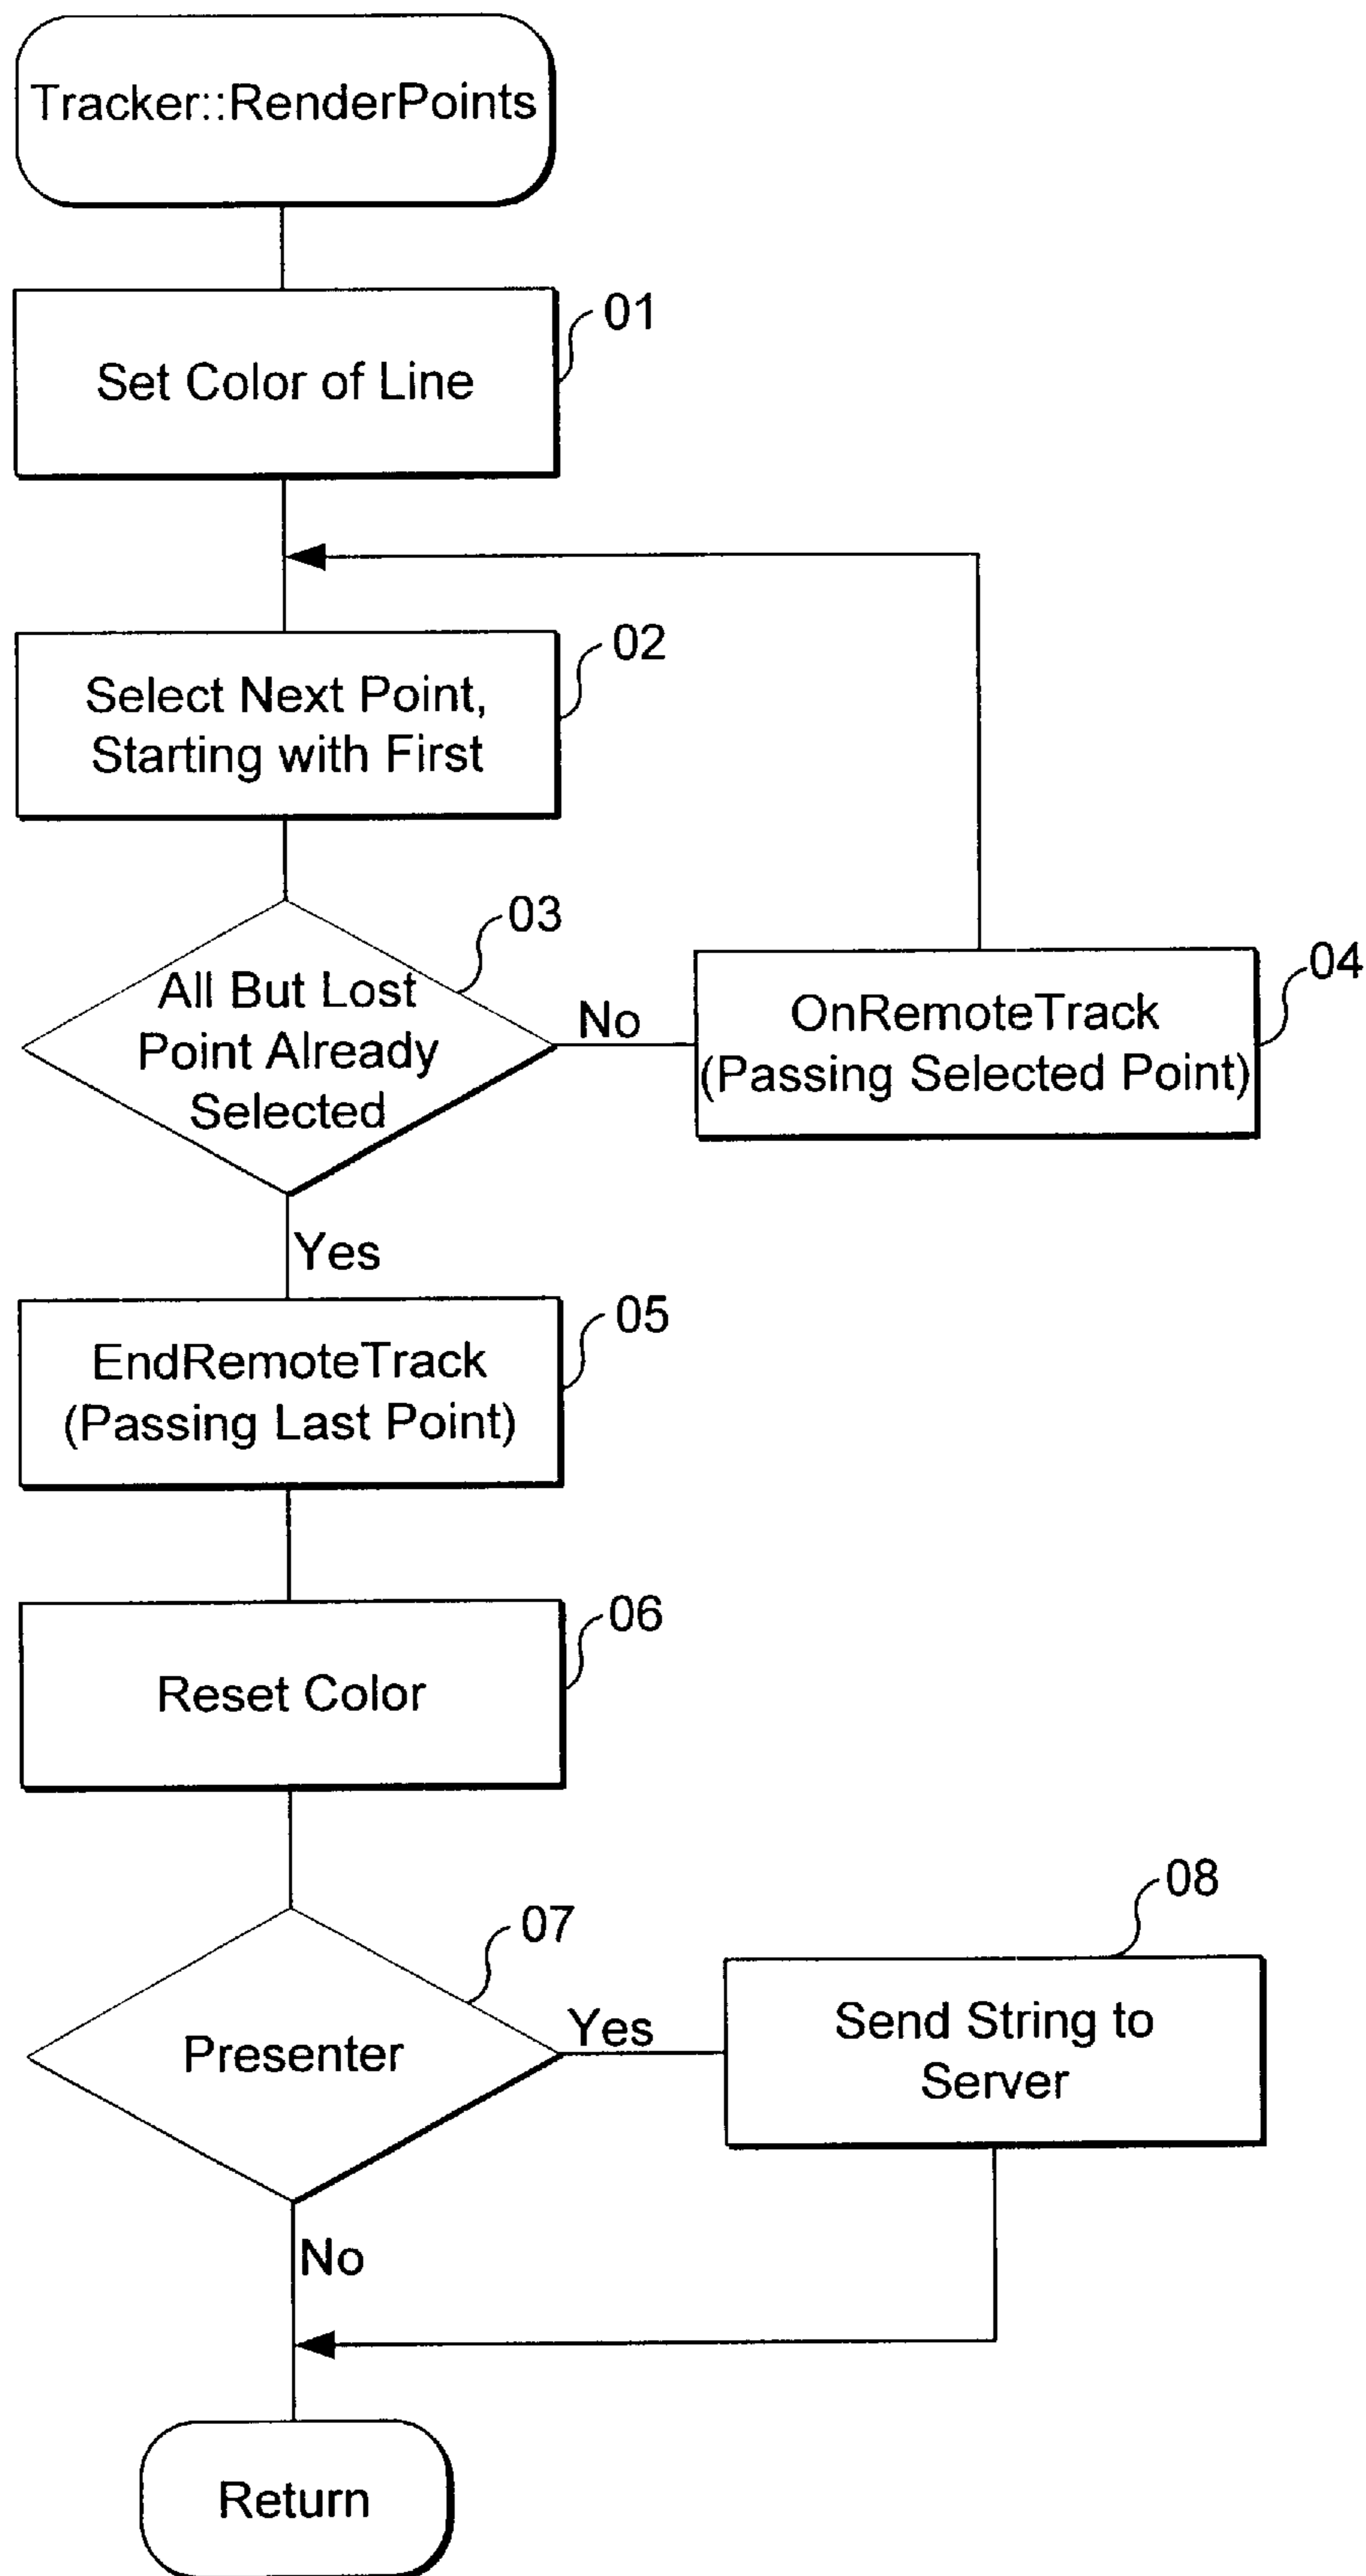 Tracker::RenderPoints
01
Set Color of Line
02
Select Next Point,
Starting with First
03
All But Lost
Point Already
Selected
No
04
OnRemoteTrack
(Passing Selected Point)
Yes
05
EndRemoteTrack
(Passing Last Point)
06
Reset Color
07
Presenter
Yes
08
Send String to
Server
No
Return